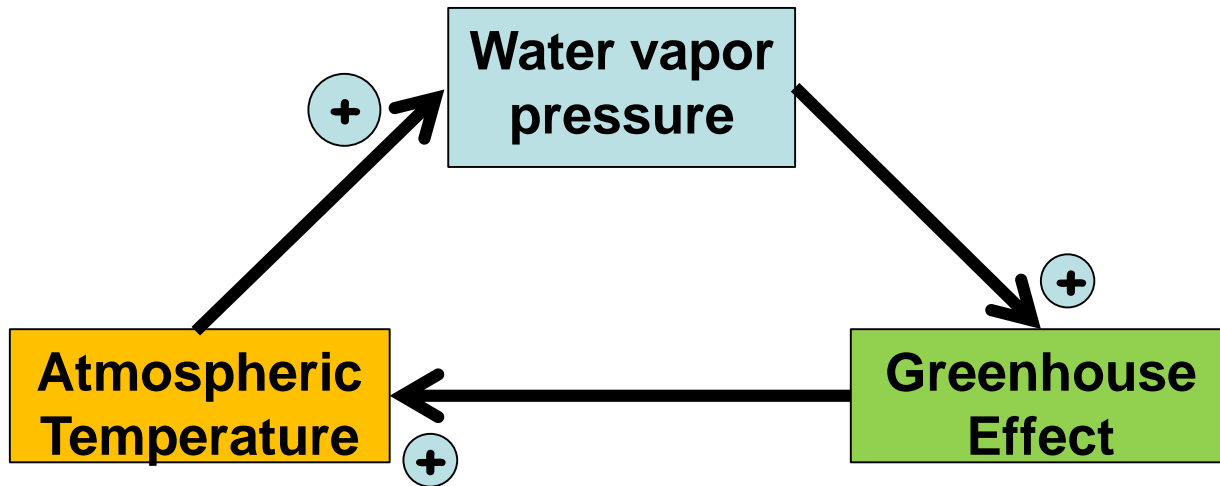 Water vapor
pressure
+
+
Atmospheric
Temperature
Greenhouse
Effect
+